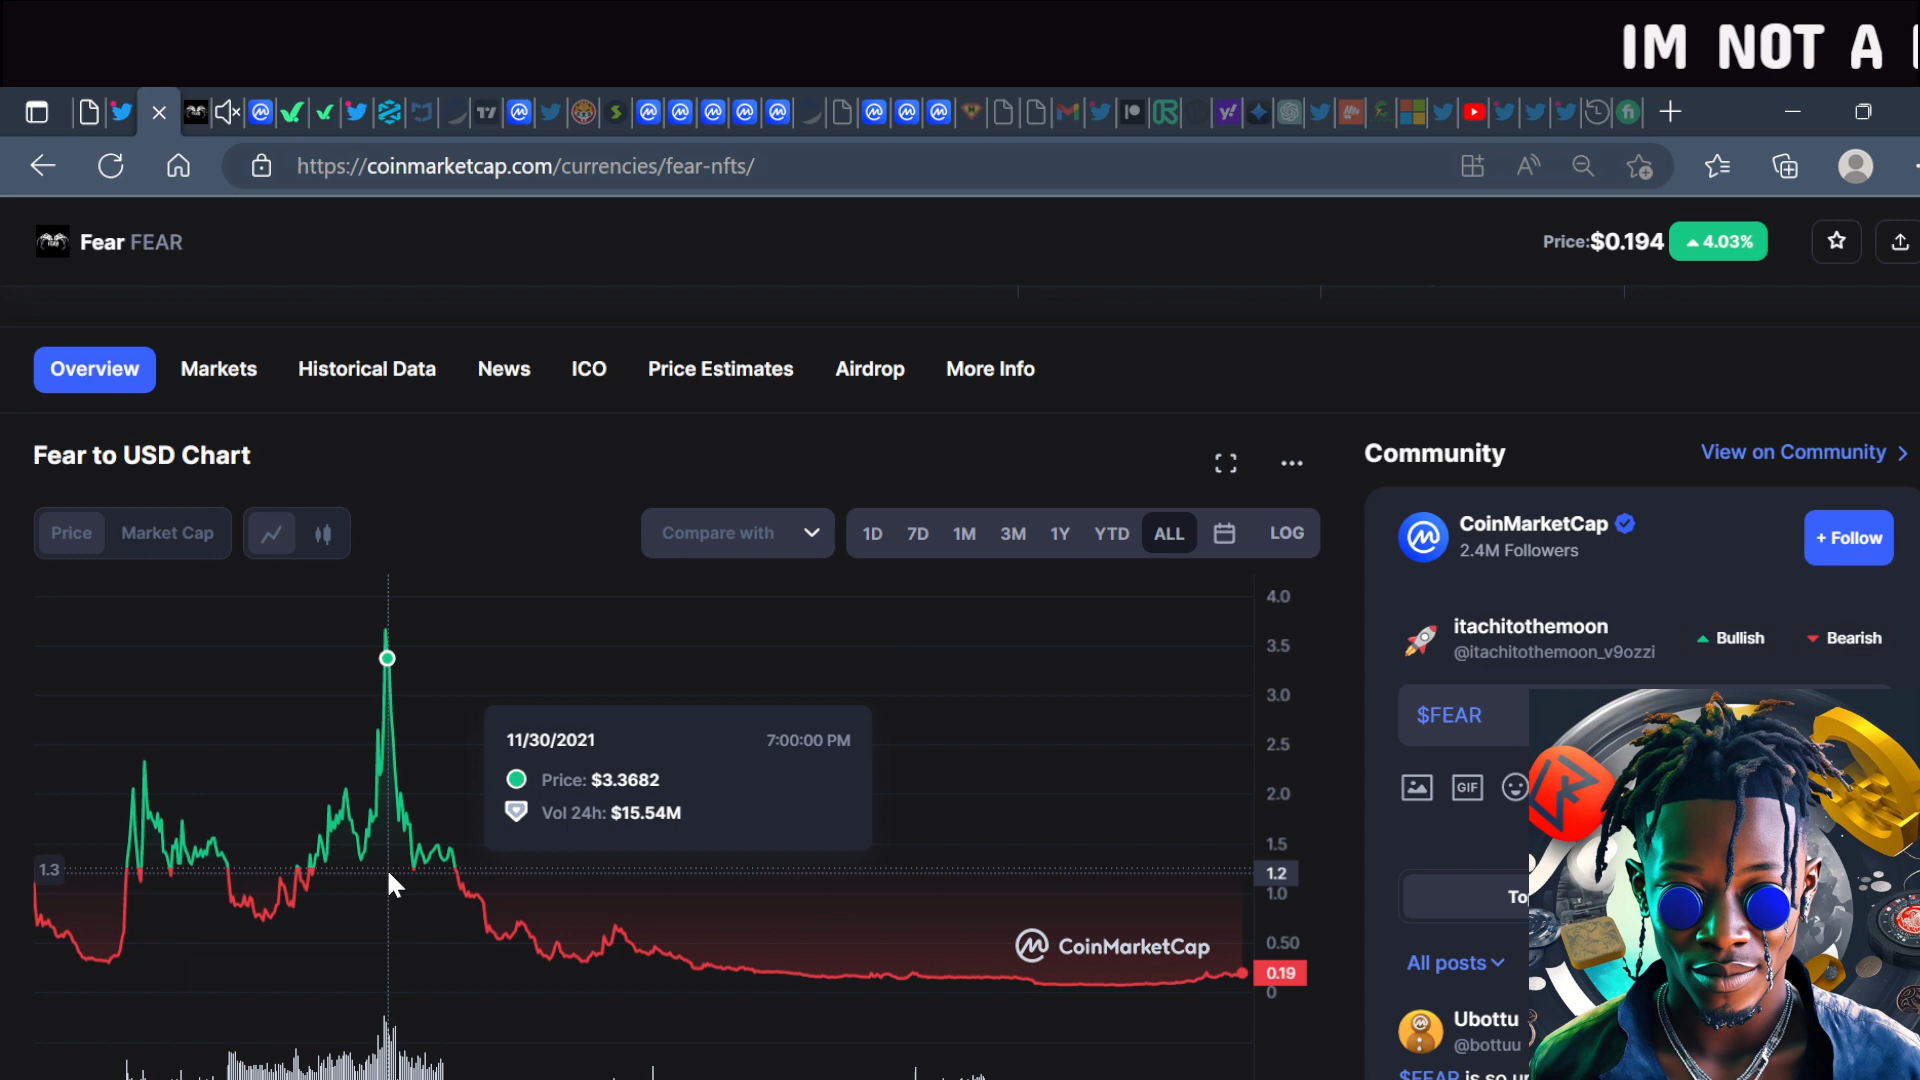 IM NOT A
https://coinmarketcap.com/currencies/fear-nfts/
Fear FEAR
Price:$0.194 4.03%
Overview Markets Historical Data News ICO Price Estimates Airdrop More Info
Fear to USD Chart
Price Market Cap
Compare with
1D 7D 1M 3M 1Y YTD ALL LOG
4.0
3.5
3.0
2.5
2.0
1.5
1.3
1.2
1.0
0.50
0.19
0
11/30/2021 7:00:00 PM
Price: $3.3682
Vol 24h: $15.54M
CoinMarketCap
Community
View on Community
CoinMarketCap
2.4M Followers
+ Follow
itachitothemoon
@itachitothemoon_v9ozzi
Bullish Bearish
$FEAR
GIF
To
All posts
Ubottu
@bottuu
$FEAR is so